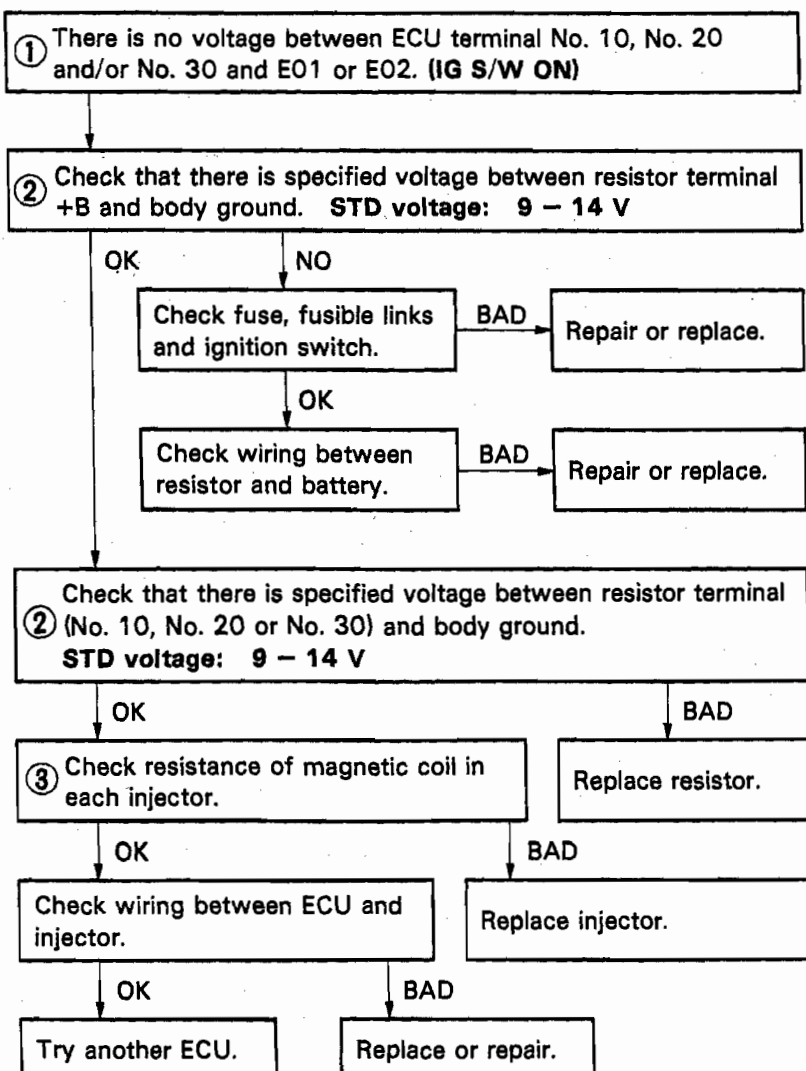 ① There is no voltage between ECU terminal No. 10, No. 20
and/or No. 30 and E01 or E02. (IG S/W ON)
② Check that there is specified voltage between resistor terminal
+B and body ground. STD voltage: 9 – 14 V
OK
NO
Check fuse, fusible links
and ignition switch.
BAD
Repair or replace.
OK
Check wiring between
resistor and battery.
BAD
Repair or replace.
Check that there is specified voltage between resistor terminal
② (No. 10, No. 20 or No. 30) and body ground.
STD voltage: 9 – 14 V
OK
BAD
③ Check resistance of magnetic coil in
each injector.
Replace resistor.
OK
BAD
Check wiring between ECU and
injector.
Replace injector.
OK
BAD
Try another ECU.
Replace or repair.